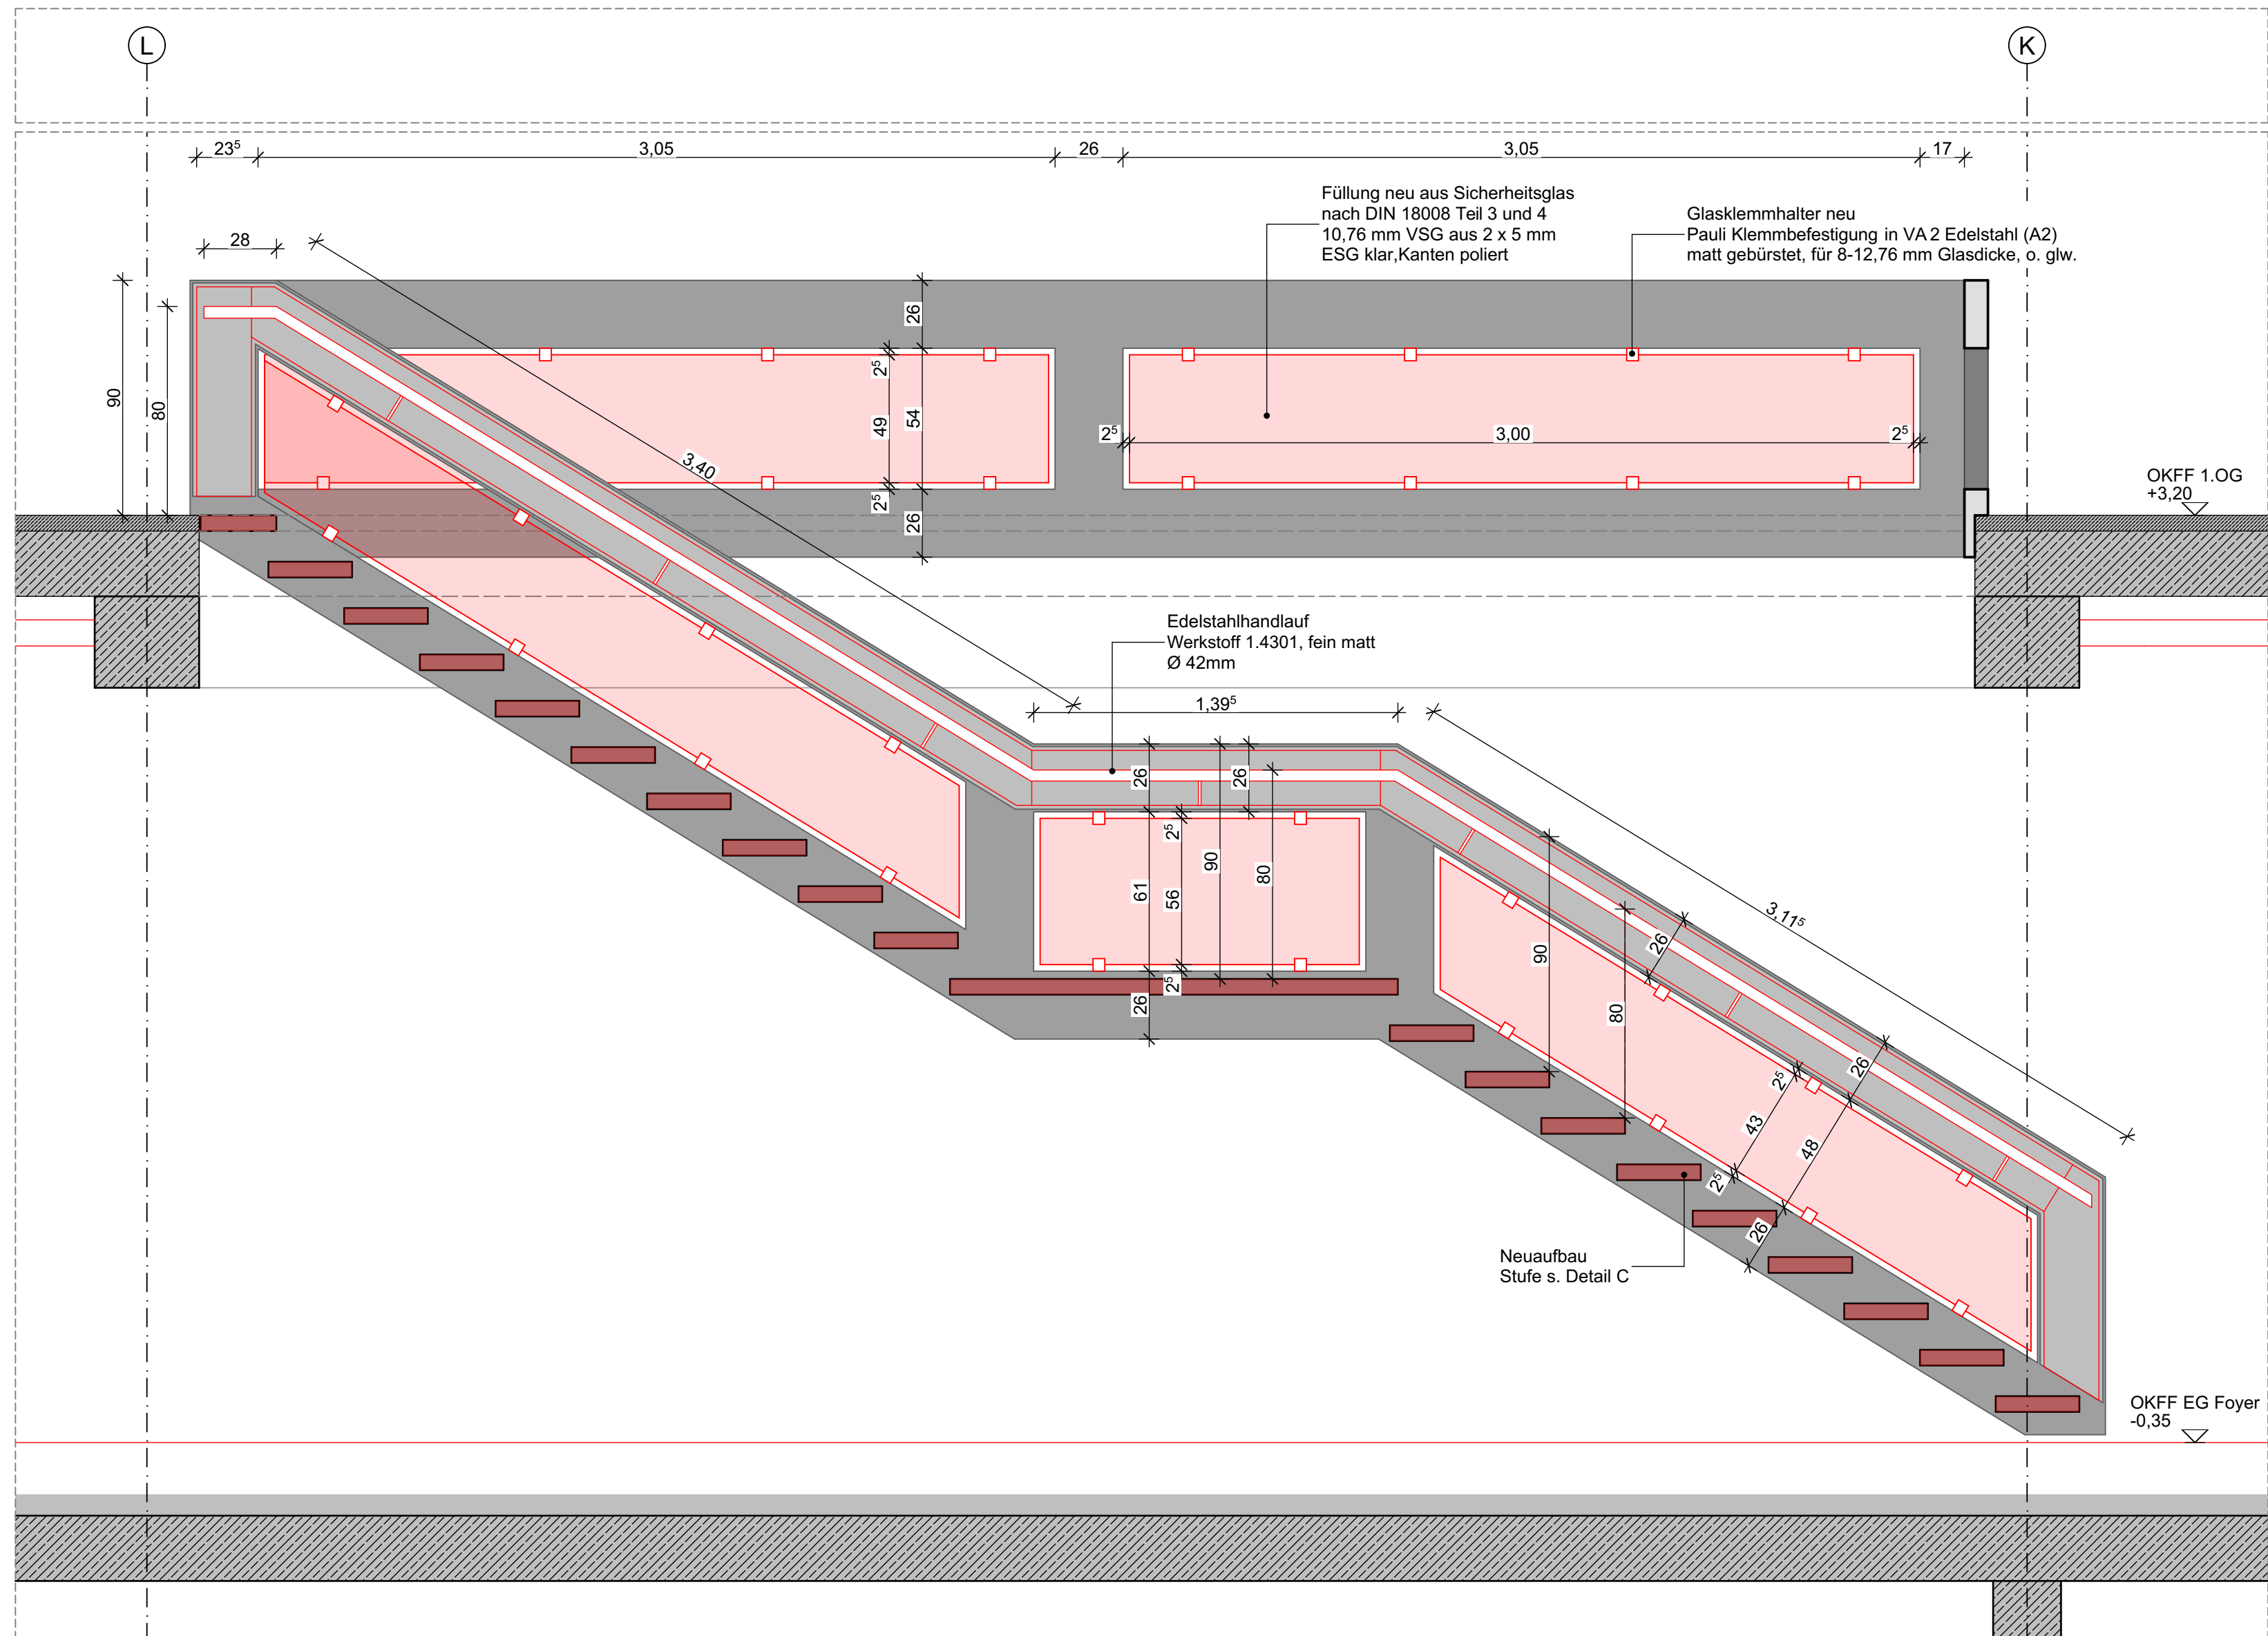 L
K
23⁵
3,05
26
3,05
17
Füllung neu aus Sicherheitsglas
nach DIN 18008 Teil 3 und 4
10,76 mm VSG aus 2 x 5 mm
ESG klar,Kanten poliert
Glasklemmhalter neu
Pauli Klemmbefestigung in VA 2 Edelstahl (A2)
matt gebürstet, für 8-12,76 mm Glasdicke, o. glw.
28
90
80
26
2⁵
49
54
2⁵
26
2⁵
3,00
2⁵
3,40
OKFF 1.OG
+3,20
Edelstahlhandlauf
Werkstoff 1.4301, fein matt
Ø 42mm
1,39⁵
26
26
2⁵
90
80
61
56
2⁵
26
3,11⁵
26
90
80
26
2⁵
43
48
2⁵
26
Neuaufbau
Stufe s. Detail C
OKFF EG Foyer
-0,35